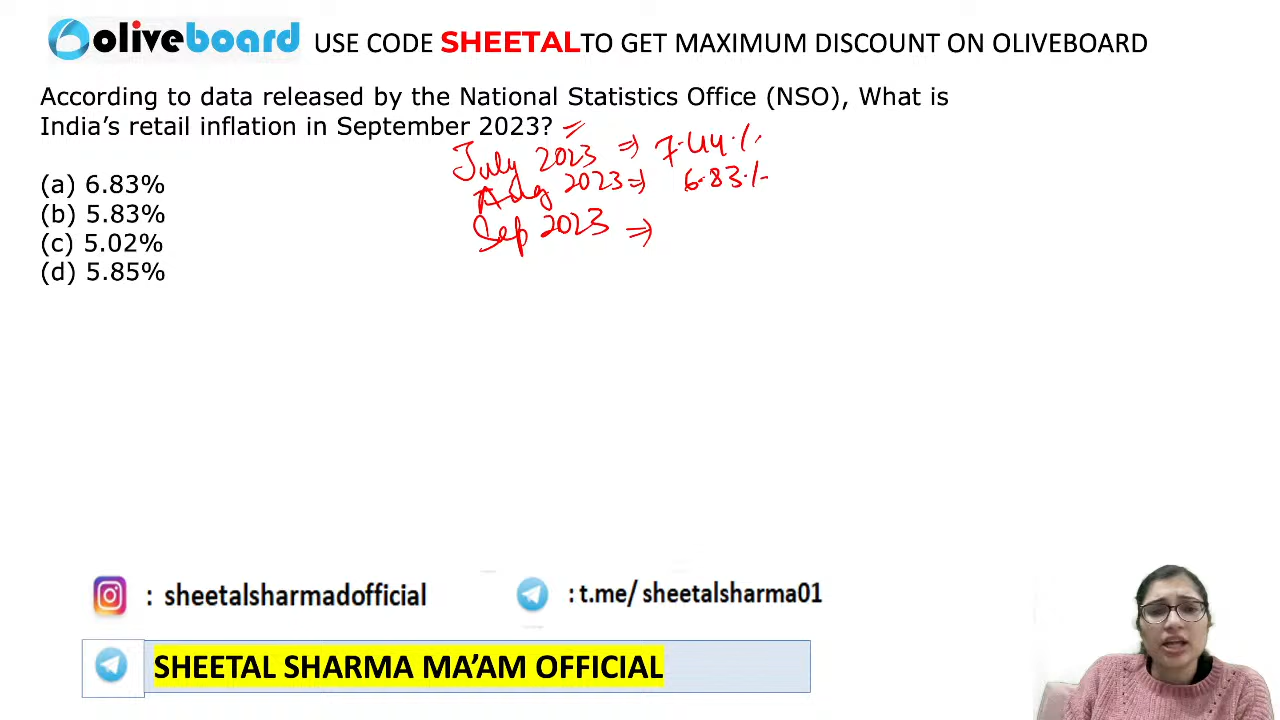 oliveboard USE CODE SHEETALTO GET MAXIMUM DISCOUNT ON OLIVEBOARD
According to data released by the National Statistics Office (NSO), What is
India's retail inflation in September 2023?
July 2023 ⇒ 7.44%
(a) 6.83% Aug 2023 ⇒ 6.83%
(b) 5.83% Sep 2023 ⇒
(c) 5.02%
(d) 5.85%
: sheetalsharmadofficial : t.me/ sheetalsharma01
SHEETAL SHARMA MA'AM OFFICIAL